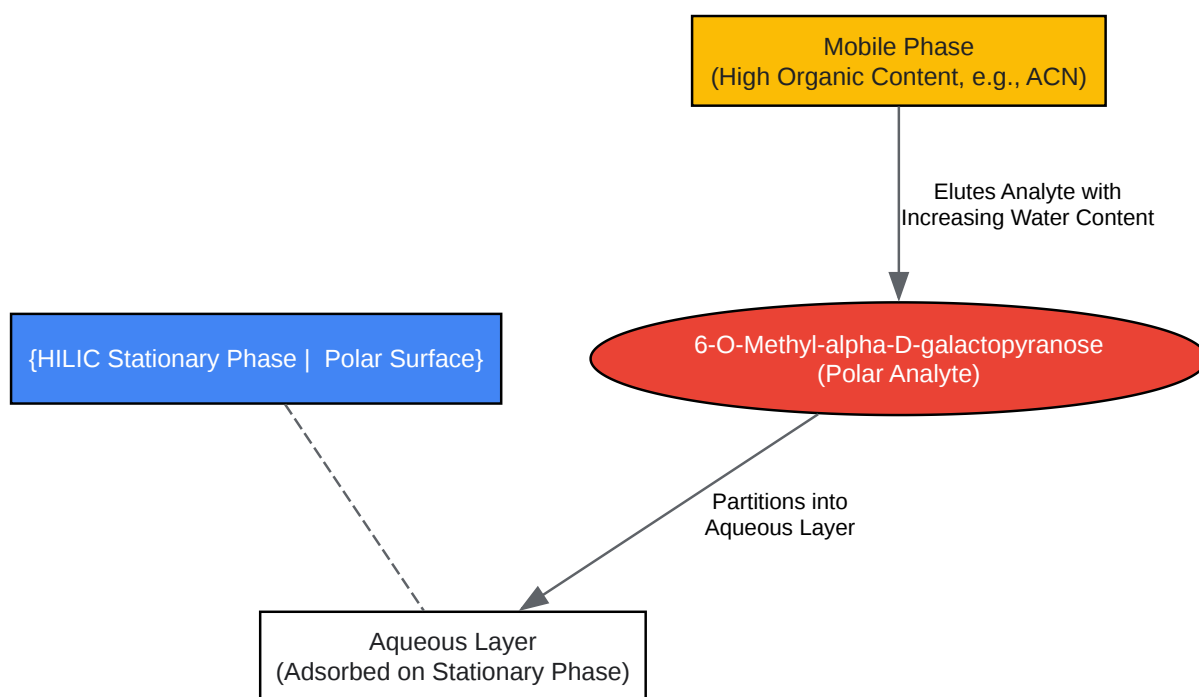 Mobile Phase
(High Organic Content, e.g., ACN)
Elutes Analyte with
Increasing Water Content
{HILIC Stationary Phase |  Polar Surface}
6-O-Methyl-alpha-D-galactopyranose
(Polar Analyte)
Partitions into
Aqueous Layer
Aqueous Layer
(Adsorbed on Stationary Phase)